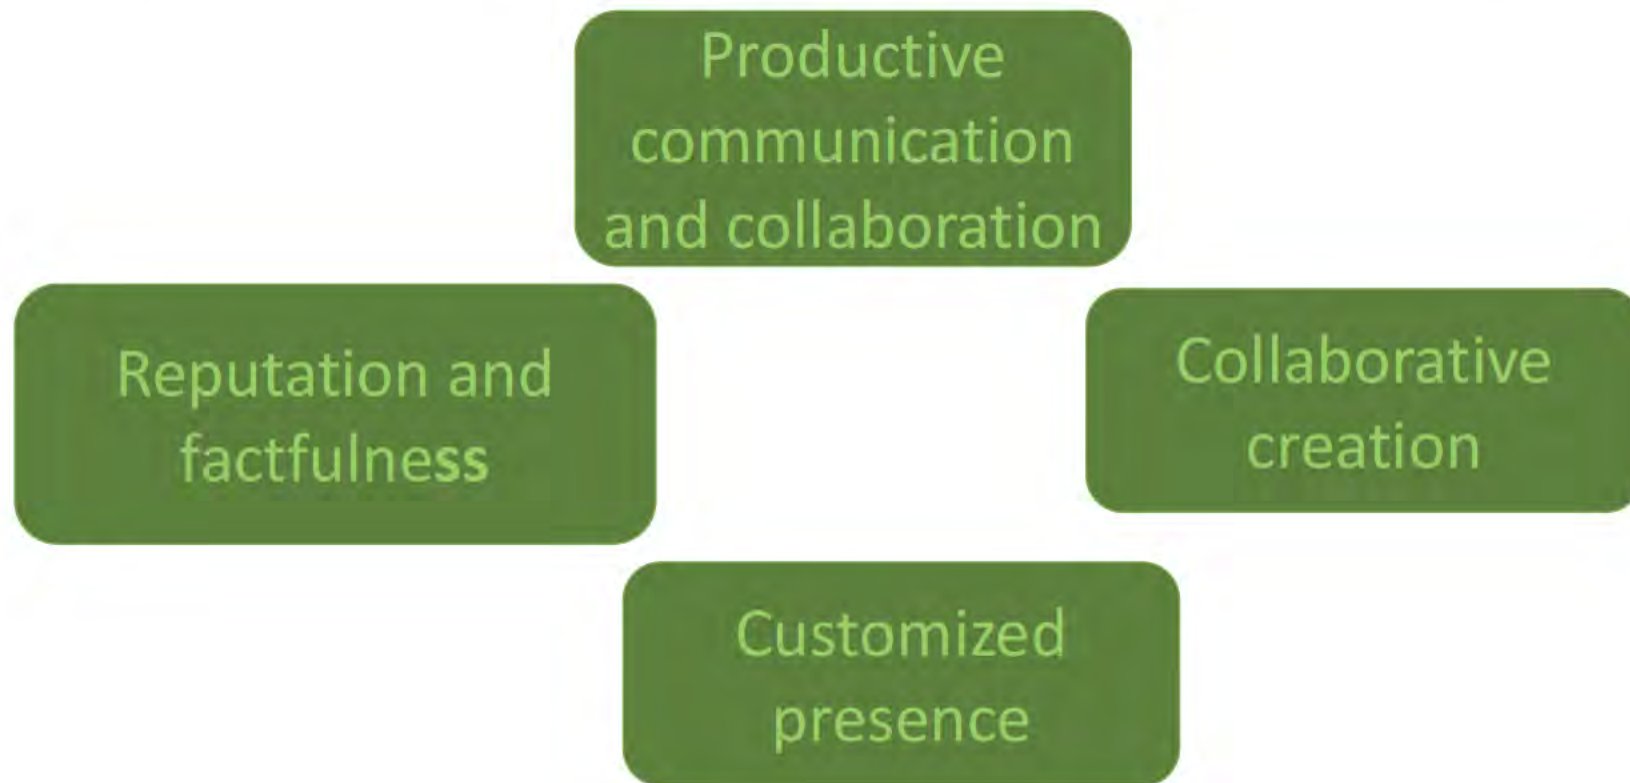 Productive
communication
and collaboration
Reputation and
factfulness
Collaborative
creation
Customized
presence